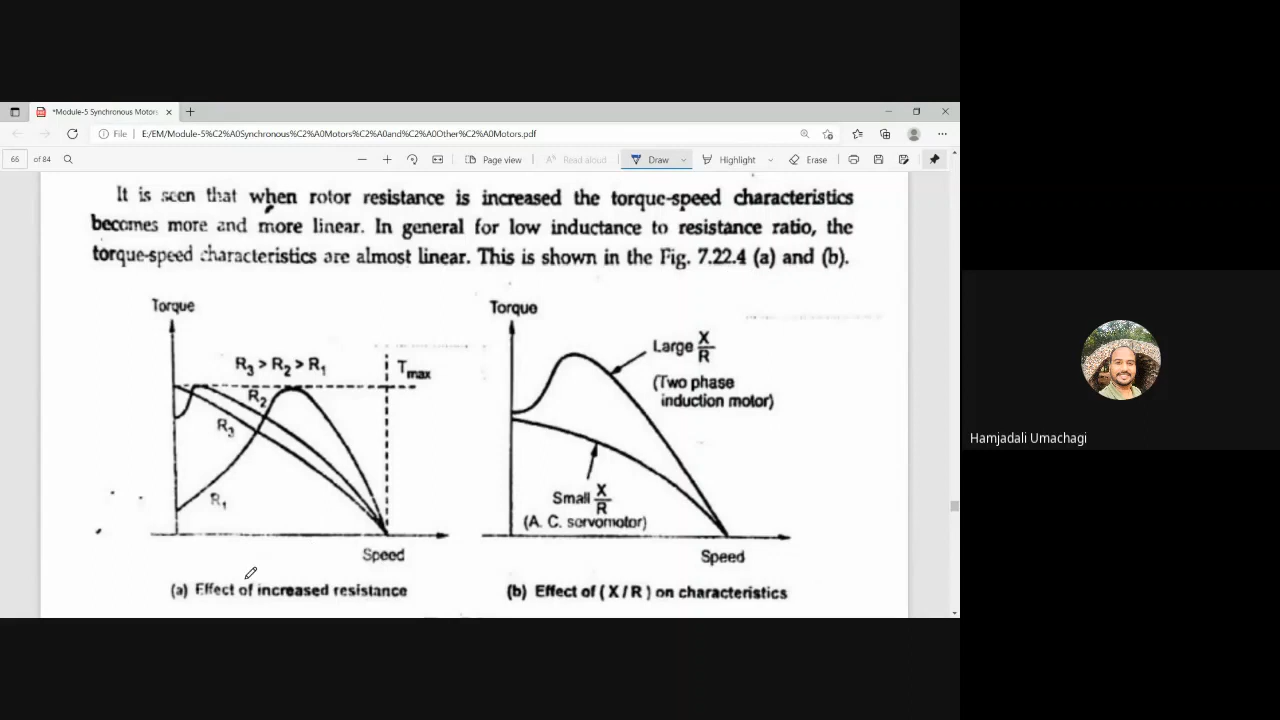 *Module-5 Synchronous Motors
File | E:/EM/Module-5%C2%A0Synchronous%C2%A0Motors%C2%A0and%C2%A0Other%C2%A0Motors.pdf
66 of 84
Page view
Read aloud
Draw
Highlight
Erase
It is seen that when rotor resistance is increased the torque-speed characteristics
becomes more and more linear. In general for low inductance to resistance ratio, the
torque-speed characteristics are almost linear. This is shown in the Fig. 7.22.4 (a) and (b).
Torque
R3 > R2 > R1
Tmax
R2
R3
R1
Speed
(a) Effect of increased resistance
Torque
Large X/R
(Two phase
induction motor)
Small X/R
(A. C. servomotor)
Speed
(b) Effect of ( X / R ) on characteristics
Hamjadali Umachagi